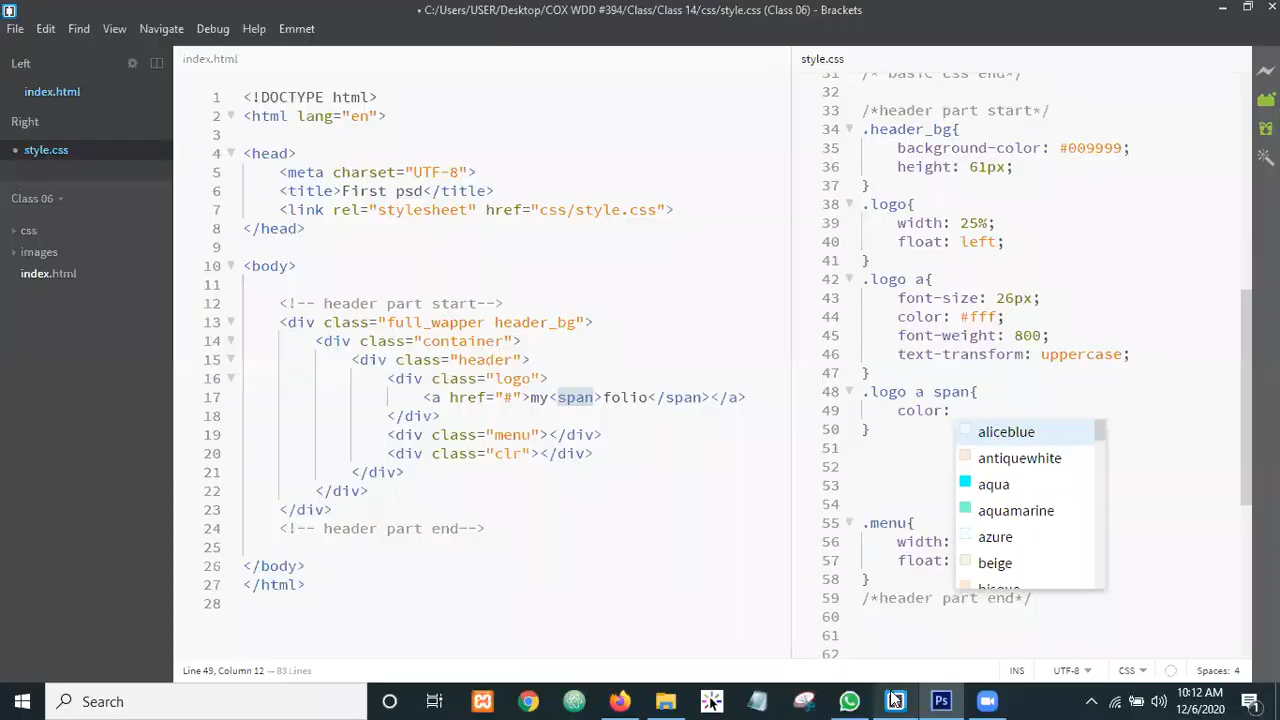 • C:/Users/USER/Desktop/COX WDD #394/Class/Class 14/css/style.css (Class 06) - Brackets
File Edit Find View Navigate Debug Help Emmet
Left
index.html
Right
• style.css
Class 06
css
images
index.html
index.html
1 <!DOCTYPE html>
2 <html lang="en">
3
4 <head>
5 <meta charset="UTF-8">
6 <title>First psd</title>
7 <link rel="stylesheet" href="css/style.css">
8 </head>
9
10 <body>
11
12 <!-- header part start-->
13 <div class="full_wapper header_bg">
14 <div class="container">
15 <div class="header">
16 <div class="logo">
17 <a href="#">my<span>folio</span></a>
18 </div>
19 <div class="menu"></div>
20 <div class="clr"></div>
21 </div>
22 </div>
23 </div>
24 <!-- header part end-->
25
26 </body>
27 </html>
28
style.css
31 /* basic css end*/
32
33 /*header part start*/
34 .header_bg{
35 background-color: #009999;
36 height: 61px;
37 }
38 .logo{
39 width: 25%;
40 float: left;
41 }
42 .logo a{
43 font-size: 26px;
44 color: #fff;
45 font-weight: 800;
46 text-transform: uppercase;
47 }
48 .logo a span{
49 color:
50 }
51
52
53
54
55 .menu{
56 width:
57 float:
58 }
59 /*header part end*/
60
61
62
aliceblue
antiquewhite
aqua
aquamarine
azure
beige
bisque
Line 49, Column 12 — 83 Lines
INS UTF-8 CSS Spaces: 4
Search
Ps
10:12 AM
12/6/2020
1